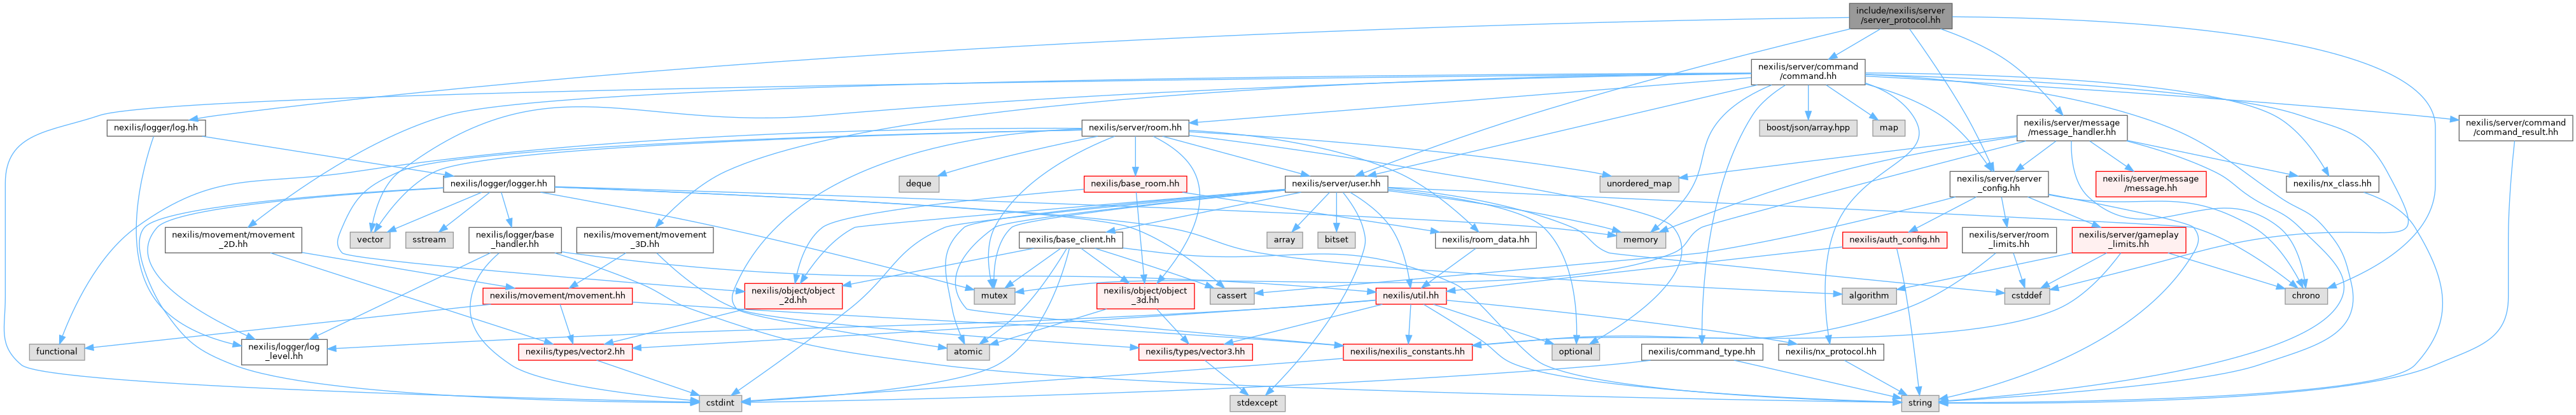 include/nexilis/server
/server_protocol.hh
nexilis/server/command
/command.hh
nexilis/logger/log.hh
nexilis/server/room.hh
boost/json/array.hpp
map
nexilis/server/message
/message_handler.hh
nexilis/server/command
/command_result.hh
nexilis/logger/logger.hh
deque
nexilis/base_room.hh
nexilis/server/user.hh
unordered_map
nexilis/server/server
_config.hh
nexilis/server/message
/message.hh
nexilis/nx_class.hh
nexilis/movement/movement
_2D.hh
vector
sstream
nexilis/logger/base
_handler.hh
nexilis/movement/movement
_3D.hh
memory
nexilis/base_client.hh
array
bitset
nexilis/room_data.hh
nexilis/auth_config.hh
nexilis/server/room
_limits.hh
nexilis/server/gameplay
_limits.hh
nexilis/movement/movement.hh
nexilis/object/object
_2d.hh
mutex
nexilis/object/object
_3d.hh
cassert
nexilis/util.hh
algorithm
cstddef
chrono
functional
nexilis/logger/log
_level.hh
nexilis/types/vector2.hh
atomic
nexilis/types/vector3.hh
nexilis/nexilis_constants.hh
optional
nexilis/command_type.hh
nexilis/nx_protocol.hh
cstdint
stdexcept
string